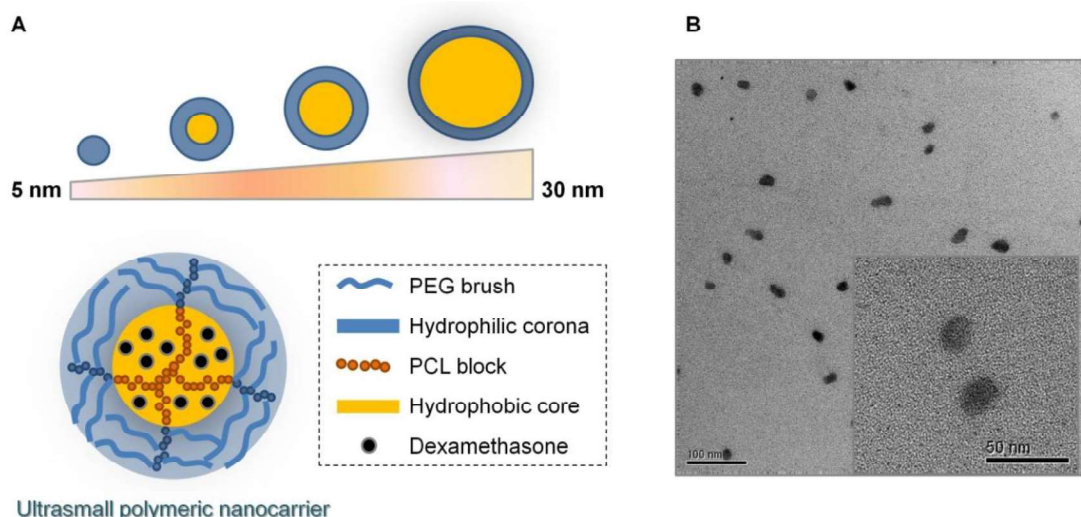 A
B
5 nm
30 nm
PEG brush
Hydrophilic corona
PCL block
Hydrophobic core
Dexamethasone
Ultrasmall polymeric nanocarrier
100 nm
50 nm